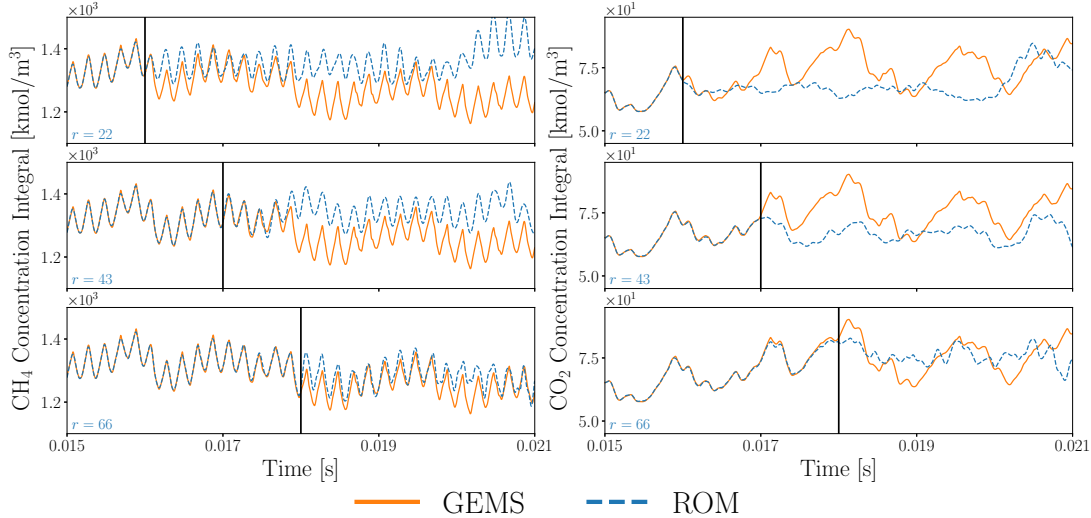 ×10³
×10¹
1.4
1.2
r = 22
7.5
5.0
r = 22
×10³
×10¹
1.4
1.2
r = 43
7.5
5.0
r = 43
×10³
×10¹
1.4
1.2
r = 66
7.5
5.0
r = 66
CH₄ Concentration Integral [kmol/m³]
CO₂ Concentration Integral [kmol/m³]
0.015 0.017 0.019 0.021
0.015 0.017 0.019 0.021
Time [s]
Time [s]
GEMS ROM